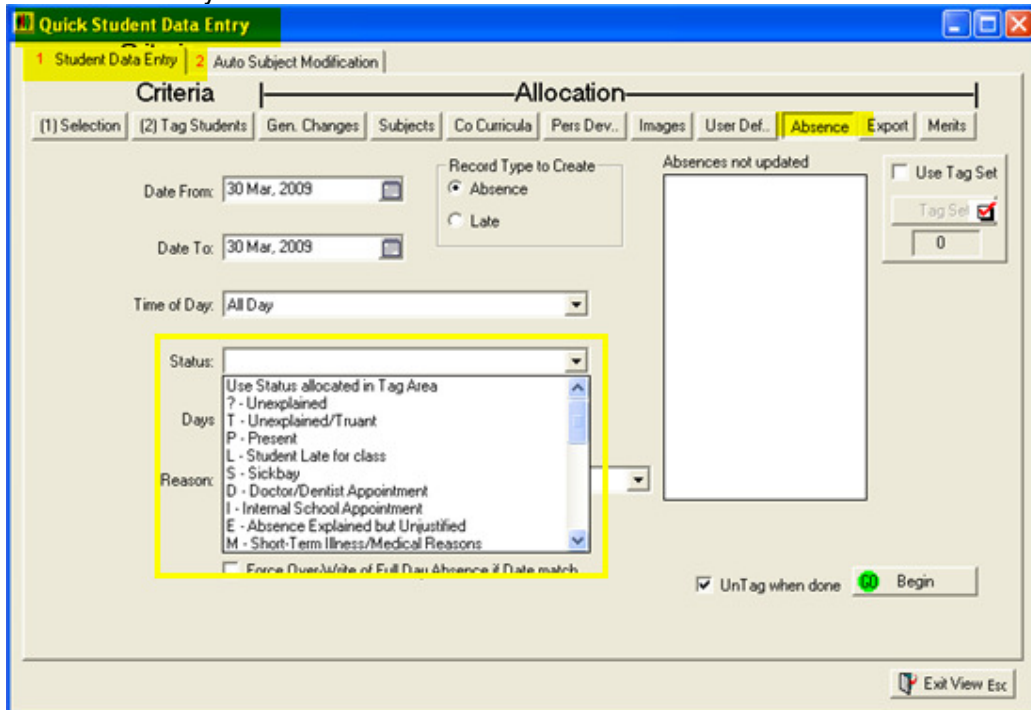 Quick Student Data Entry
1 Student Data Entry 2 Auto Subject Modification
Criteria Allocation
(1) Selection (2) Tag Students Gen. Changes Subjects Co Curricula Pers Dev.. Images User Def.. Absence Export Merits
Date From: 30 Mar, 2009
Record Type to Create
Absence
Late
Absences not updated
Use Tag Set
Tag Set
0
Date To: 30 Mar, 2009
Time of Day: All Day
Status:
Use Status allocated in Tag Area
? - Unexplained
Days
T - Unexplained/Truant
P - Present
L - Student Late for class
Reason:
S - Sickbay
D - Doctor/Dentist Appointment
I - Internal School Appointment
E - Absence Explained but Unjustified
M - Short-Term Illness/Medical Reasons
Force Over/Write of Full Day Absence if Date match
UnTag when done GO Begin
Exit View Esc